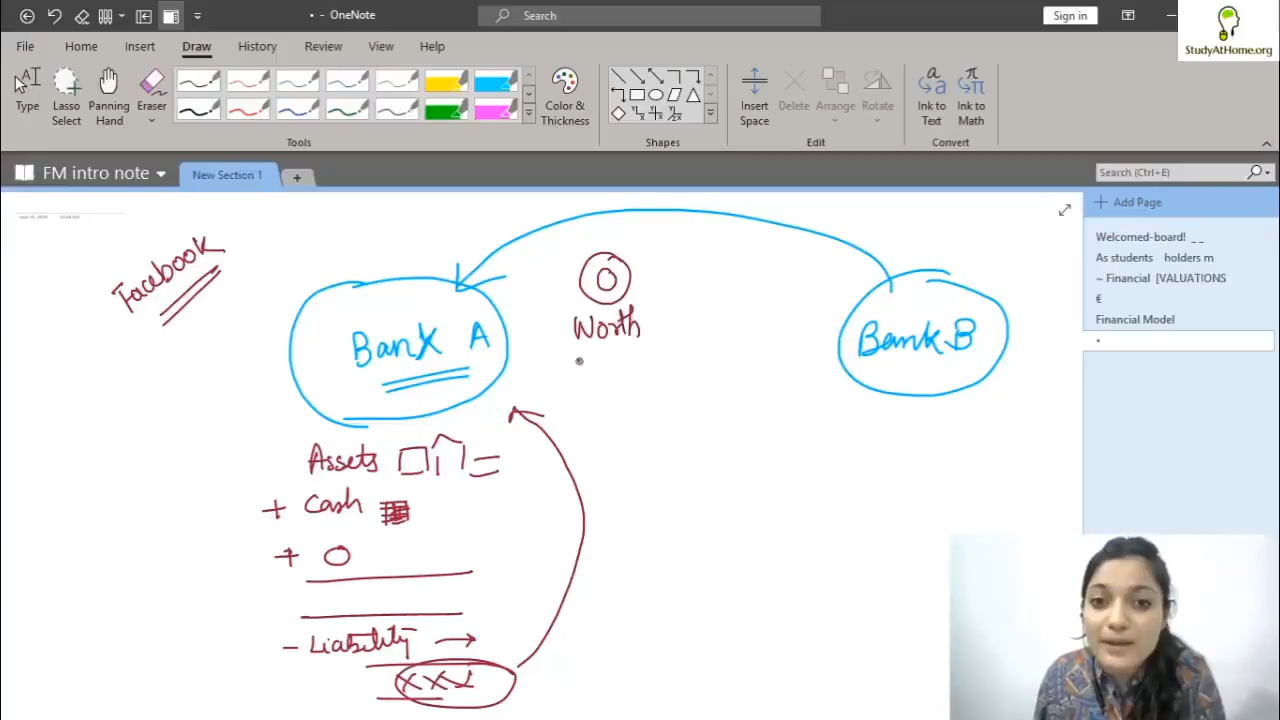 OneNote
Search
Sign in
StudyAtHome.org
File Home Insert Draw History Review View Help
Type
Lasso Select
Panning Hand
Eraser
Color & Thickness
Insert Space
Delete
Arrange
Rotate
Ink to Text
Ink to Math
Tools
Shapes
Edit
Convert
FM intro note
New Section 1
Search (Ctrl+E)
Add Page
Welcomed-board! _ _
As students holders m
~ Financial [VALUATIONS
€
Financial Model
Facebook
Bank A
Worth
Bank B
Assets
+ Cash
+ O
- Liability →
XXX